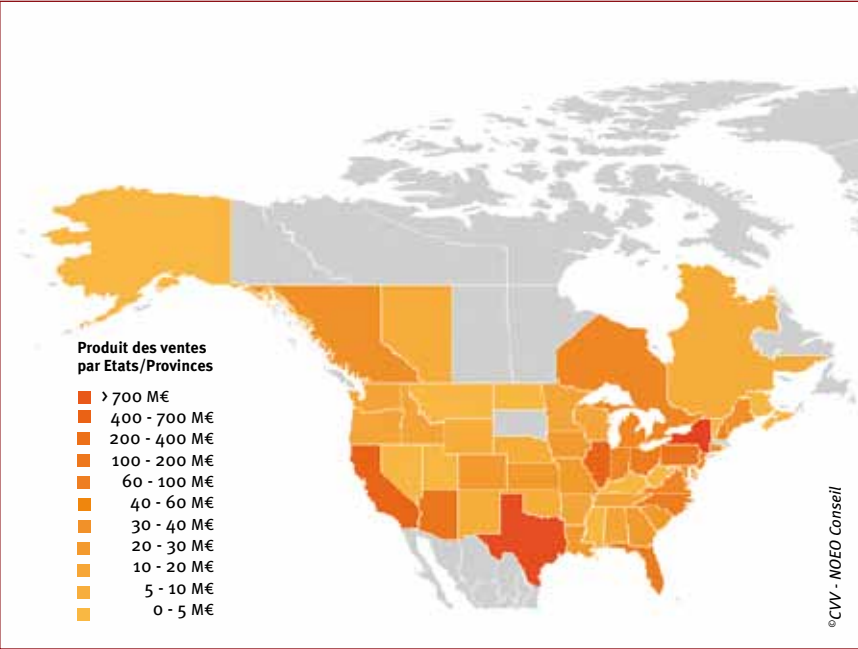 Produit des ventes
par Etats/Provinces
> 700 M€
400 - 700 M€
200 - 400 M€
100 - 200 M€
60 - 100 M€
40 - 60 M€
30 - 40 M€
20 - 30 M€
10 - 20 M€
5 - 10 M€
0 - 5 M€
©CVV - NOEO Conseil